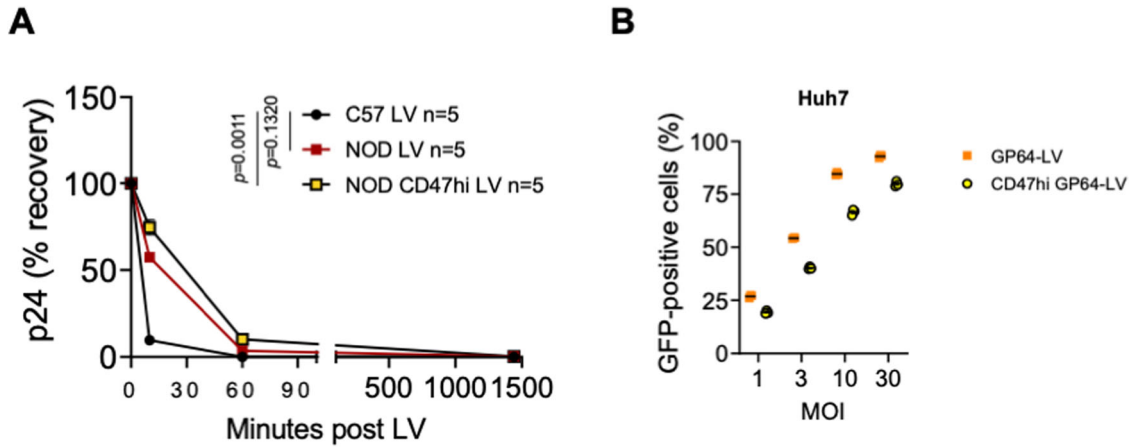 A
p24 (% recovery)
150
100
50
0
p=0.0011
p=0.1320
C57 LV n=5
NOD LV n=5
NOD CD47hi LV n=5
0 30 60 90 500 1000 1500
Minutes post LV
B
Huh7
GFP-positive cells (%)
100
75
50
25
0
1 3 10 30
MOI
GP64-LV
CD47hi GP64-LV